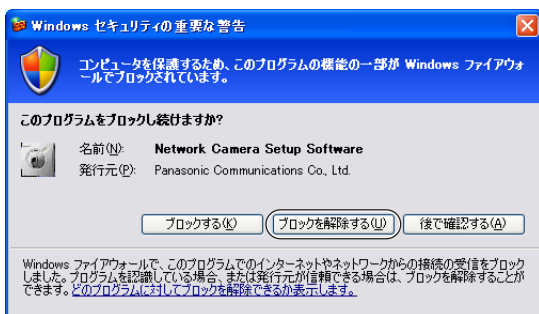 Windows セキュリティの重要な警告
コンピュータを保護するため、このプログラムの機能の一部が Windows ファイアウォ
ールでブロックされています。
このプログラムをブロックし続けますか?
名前(N): Network Camera Setup Software
発行元(P): Panasonic Communications Co., Ltd.
ブロックする(K) ブロックを解除する(U) 後で確認する(A)
Windows ファイアウォールで、このプログラムでのインターネットやネットワークからの接続の受信をブロック
しました。プログラムを認識している場合、または発行元が信頼できる場合は、ブロックを解除することが
できます。どのプログラムに対してブロックを解除できるか表示します。